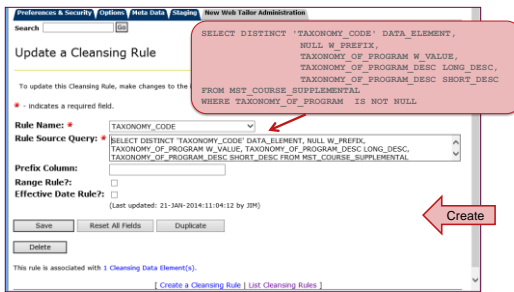 Preferences & Security Options Meta Data Staging New Web Tailor Administration
Search Go
SELECT DISTINCT 'TAXONOMY_CODE' DATA_ELEMENT,
NULL W_PREFIX,
TAXONOMY_OF_PROGRAM W_VALUE,
TAXONOMY_OF_PROGRAM_DESC LONG_DESC,
TAXONOMY_OF_PROGRAM_DESC SHORT_DESC
FROM MST_COURSE_SUPPLEMENTAL
WHERE TAXONOMY_OF_PROGRAM IS NOT NULL
Update a Cleansing Rule
To update this Cleansing Rule, make changes to the
* - indicates a required field.
Rule Name: * TAXONOMY_CODE
Rule Source Query: * SELECT DISTINCT 'TAXONOMY_CODE' DATA_ELEMENT, NULL W_PREFIX,
TAXONOMY_OF_PROGRAM W_VALUE, TAXONOMY_OF_PROGRAM_DESC LONG_DESC,
TAXONOMY_OF_PROGRAM_DESC SHORT_DESC FROM MST_COURSE_SUPPLEMENTAL
Prefix Column:
Range Rule?:
Effective Date Rule?:
(Last updated: 21-JAN-2014:11:04:12 by JIM)
Create
Save Reset All Fields Duplicate
Delete
This rule is associated with 1 Cleansing Data Element(s).
[ Create a Cleansing Rule | List Cleansing Rules ]